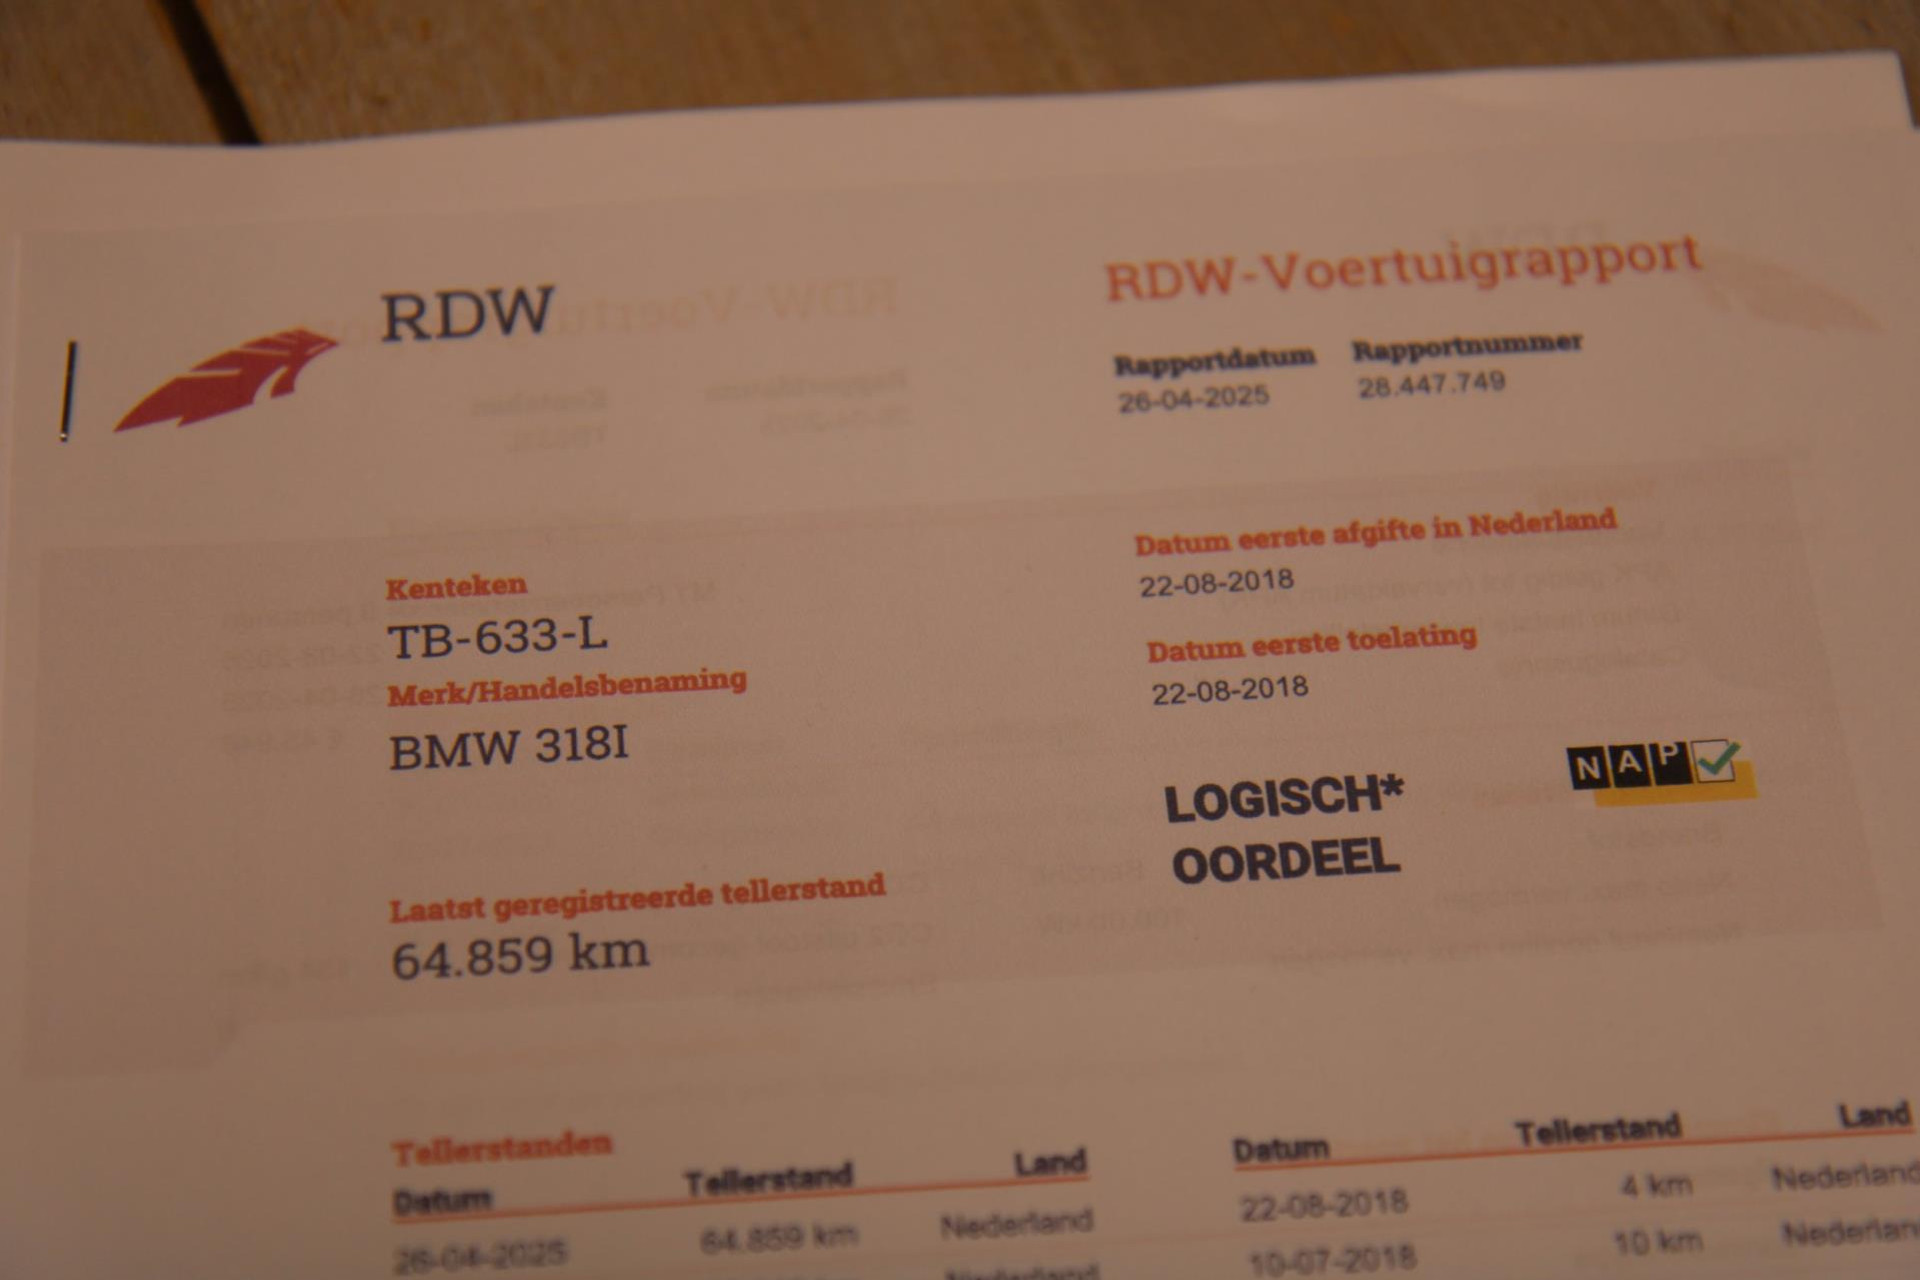 RDW
RDW-Voertuigrapport
Rapportdatum Rapportnummer
26-04-2025 28.447.749
Kenteken
TB-633-L
Merk/Handelsbenaming
BMW 318I
Datum eerste afgifte in Nederland
22-08-2018
Datum eerste toelating
22-08-2018
LOGISCH*
OORDEEL
NAP
Laatst geregistreerde tellerstand
64.859 km
Tellerstanden
Datum Tellerstand Land
26-04-2025 64.859 km Nederland
Nederland
Datum Tellerstand Land
22-08-2018 4 km Nederland
10-07-2018 10 km Nederlan